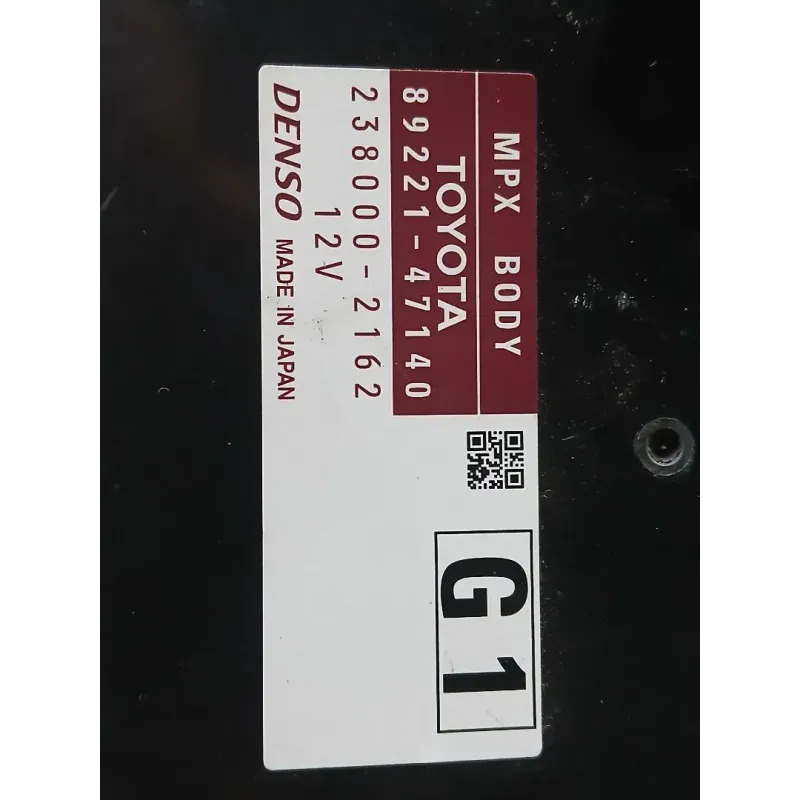 MPX BODY
TOYOTA
89221-47140
238000-2162
12V
DENSO MADE IN JAPAN
G1